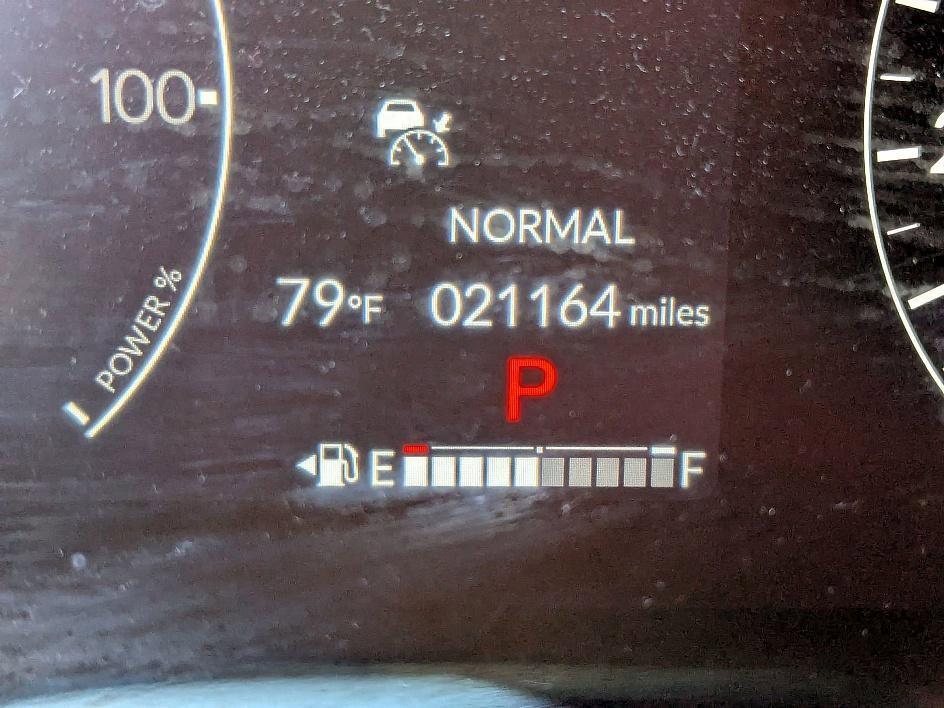 100
POWER %
NORMAL
79°F 021164 miles
P
E F